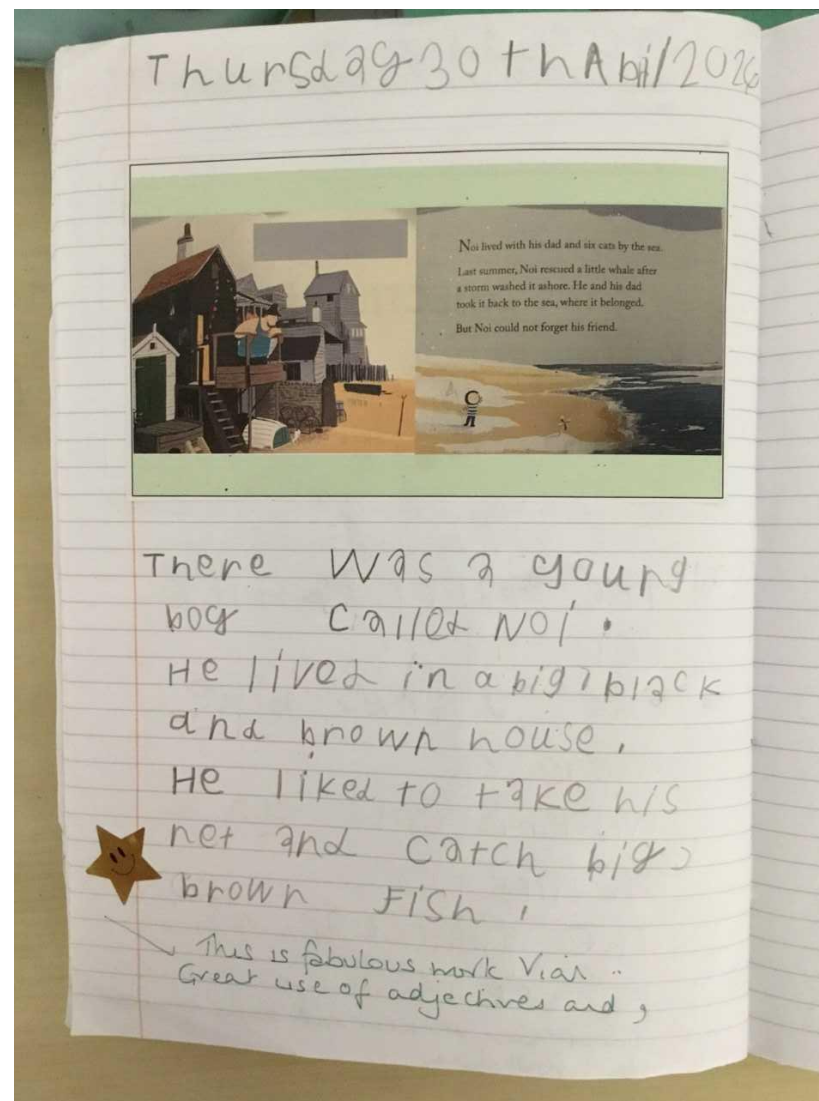 Thursday 30th April 2026
Noi lived with his dad and six cats by the sea.
Last summer, Noi rescued a little whale after
a storm washed it ashore. He and his dad
took it back to the sea, where it belonged.
But Noi could not forget his friend.
There was a young
boy called Noi.
He lived in a big, black
and brown house.
He liked to take his
net and catch big,
brown fish.
This is fabulous work
Great use of adjectives and ,